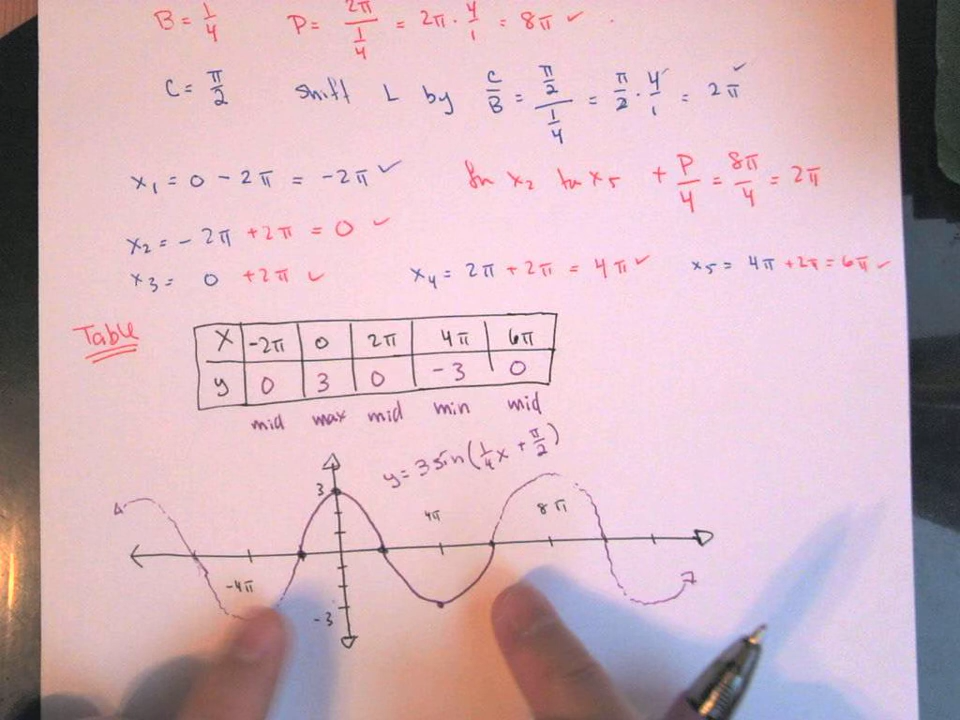 B = 1/4 P = 2π / 1/4 = 2π · 4/1 = 8π ✓
C = π/2 shift L by C/B = π/2 / 1/4 = π/2 · 4/1 = 2π ✓
x₁ = 0 - 2π = -2π ✓ x₂ to x₅ + P/4 = 8π/4 = 2π
x₂ = -2π + 2π = 0 ✓
x₃ = 0 + 2π ✓ x₄ = 2π + 2π = 4π ✓ x₅ = 4π + 2π = 6π ✓
Table
X -2π 0 2π 4π 6π
y 0 3 0 -3 0
mid max mid min mid
y = 3 sin(1/4 x + π/2)
3 4π 8π
-4π
-3